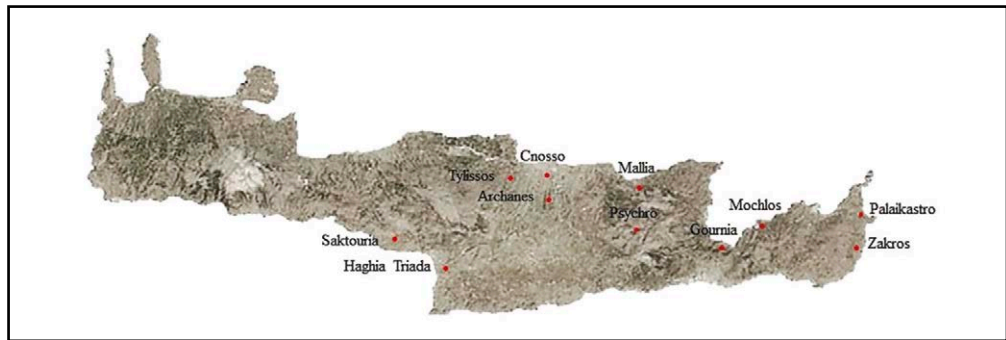 Cnosso
Mallia
Tylissos
Archanes
Mochlos
Psychro
Palaikastro
Gournia
Saktouria
Zakros
Haghia Triada